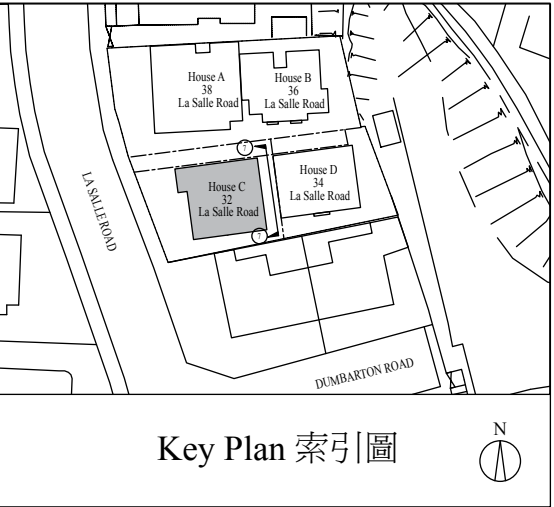 House A
38
La Salle Road
House B
36
La Salle Road
7
House C
32
La Salle Road
House D
34
La Salle Road
7
LA SALLE ROAD
DUMBARTON ROAD
Key Plan 索引圖
N